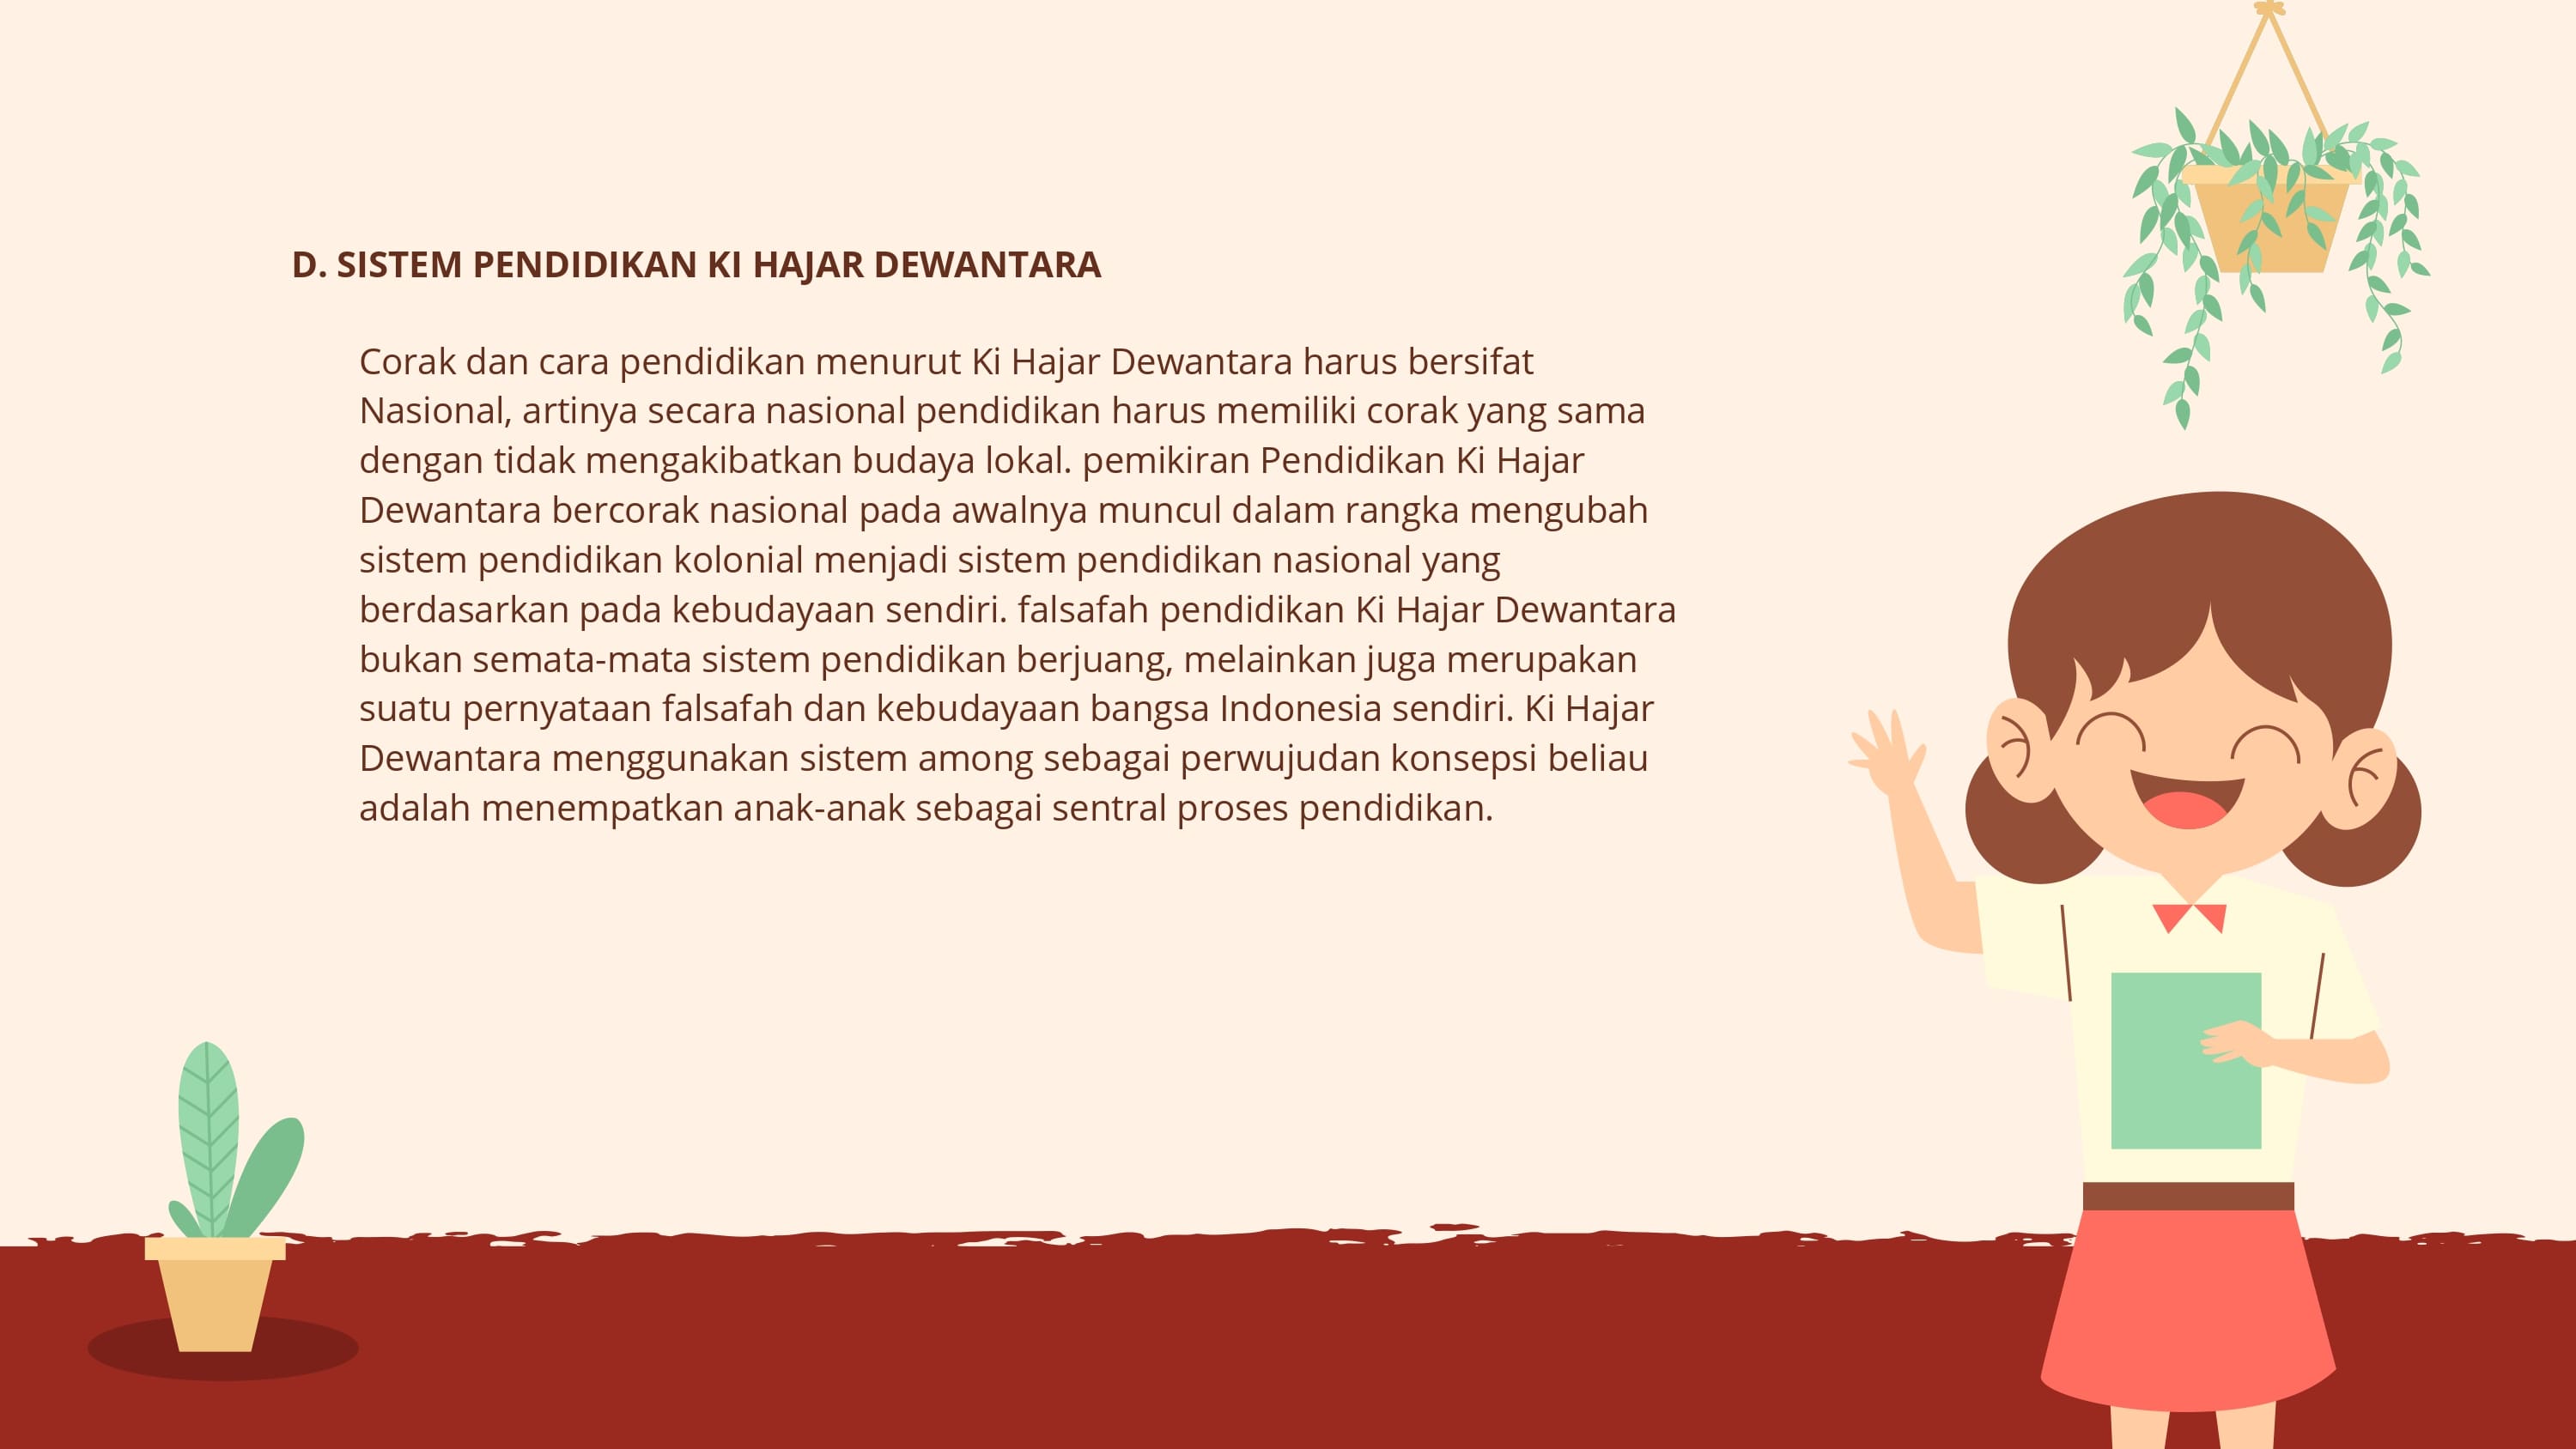 D. SISTEM PENDIDIKAN KI HAJAR DEWANTARA
Corak dan cara pendidikan menurut Ki Hajar Dewantara harus bersifat
Nasional, artinya secara nasional pendidikan harus memiliki corak yang sama
dengan tidak mengakibatkan budaya lokal. pemikiran Pendidikan Ki Hajar
Dewantara bercorak nasional pada awalnya muncul dalam rangka mengubah
sistem pendidikan kolonial menjadi sistem pendidikan nasional yang
berdasarkan pada kebudayaan sendiri. falsafah pendidikan Ki Hajar Dewantara
bukan semata-mata sistem pendidikan berjuang, melainkan juga merupakan
suatu pernyataan falsafah dan kebudayaan bangsa Indonesia sendiri. Ki Hajar
Dewantara menggunakan sistem among sebagai perwujudan konsepsi beliau
adalah menempatkan anak-anak sebagai sentral proses pendidikan.